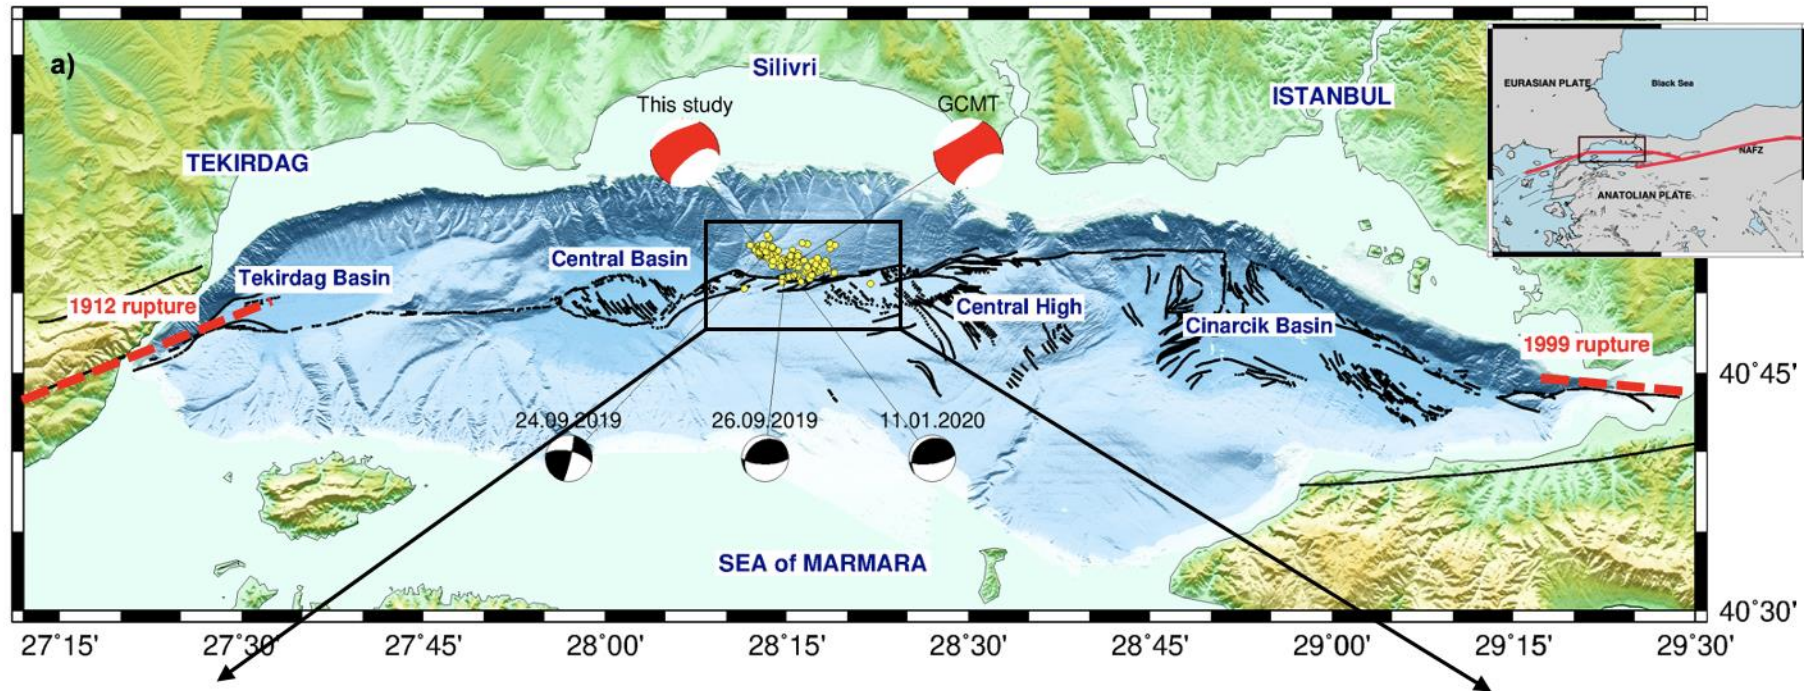 a)
Silivri
This study
GCMT
ISTANBUL
TEKIRDAG
EURASIAN PLATE
Black Sea
NAFZ
ANATOLIAN PLATE
Central Basin
Tekirdag Basin
1912 rupture
Central High
Cinarcik Basin
1999 rupture
40°45'
24.09.2019
26.09.2019
11.01.2020
SEA of MARMARA
40°30'
27°15'
27°30'
27°45'
28°00'
28°15'
28°30'
28°45'
29°00'
29°15'
29°30'